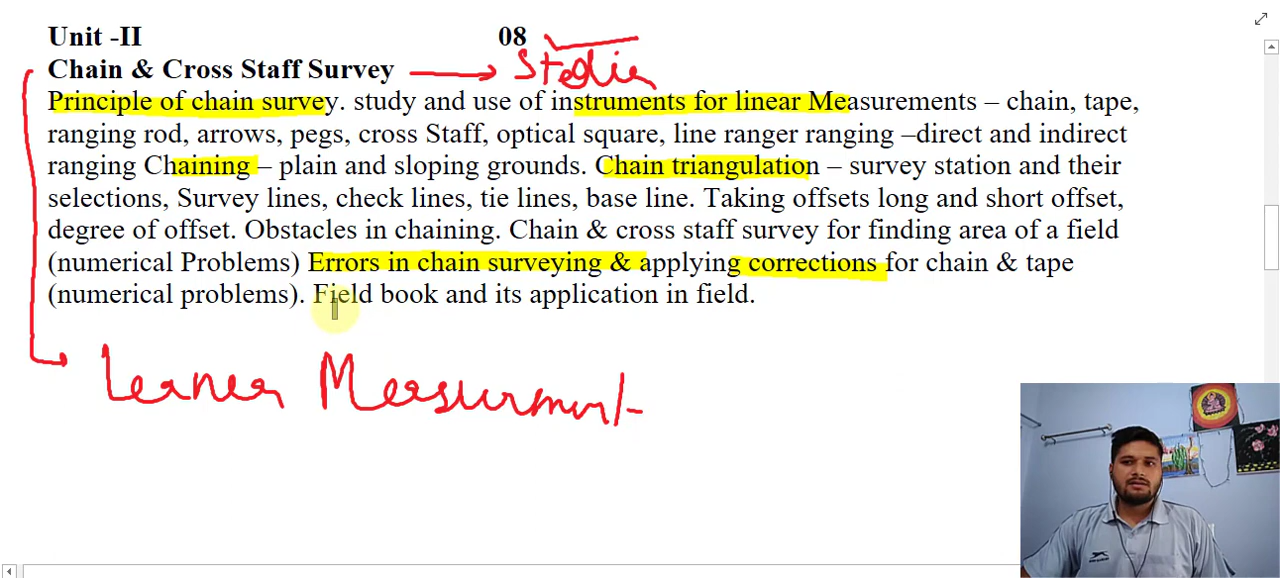 Unit -II 08
Chain & Cross Staff Survey
Principle of chain survey. study and use of instruments for linear Measurements – chain, tape,
ranging rod, arrows, pegs, cross Staff, optical square, line ranger ranging –direct and indirect
ranging Chaining – plain and sloping grounds. Chain triangulation – survey station and their
selections, Survey lines, check lines, tie lines, base line. Taking offsets long and short offset,
degree of offset. Obstacles in chaining. Chain & cross staff survey for finding area of a field
(numerical Problems) Errors in chain surveying & applying corrections for chain & tape
(numerical problems). Field book and its application in field.